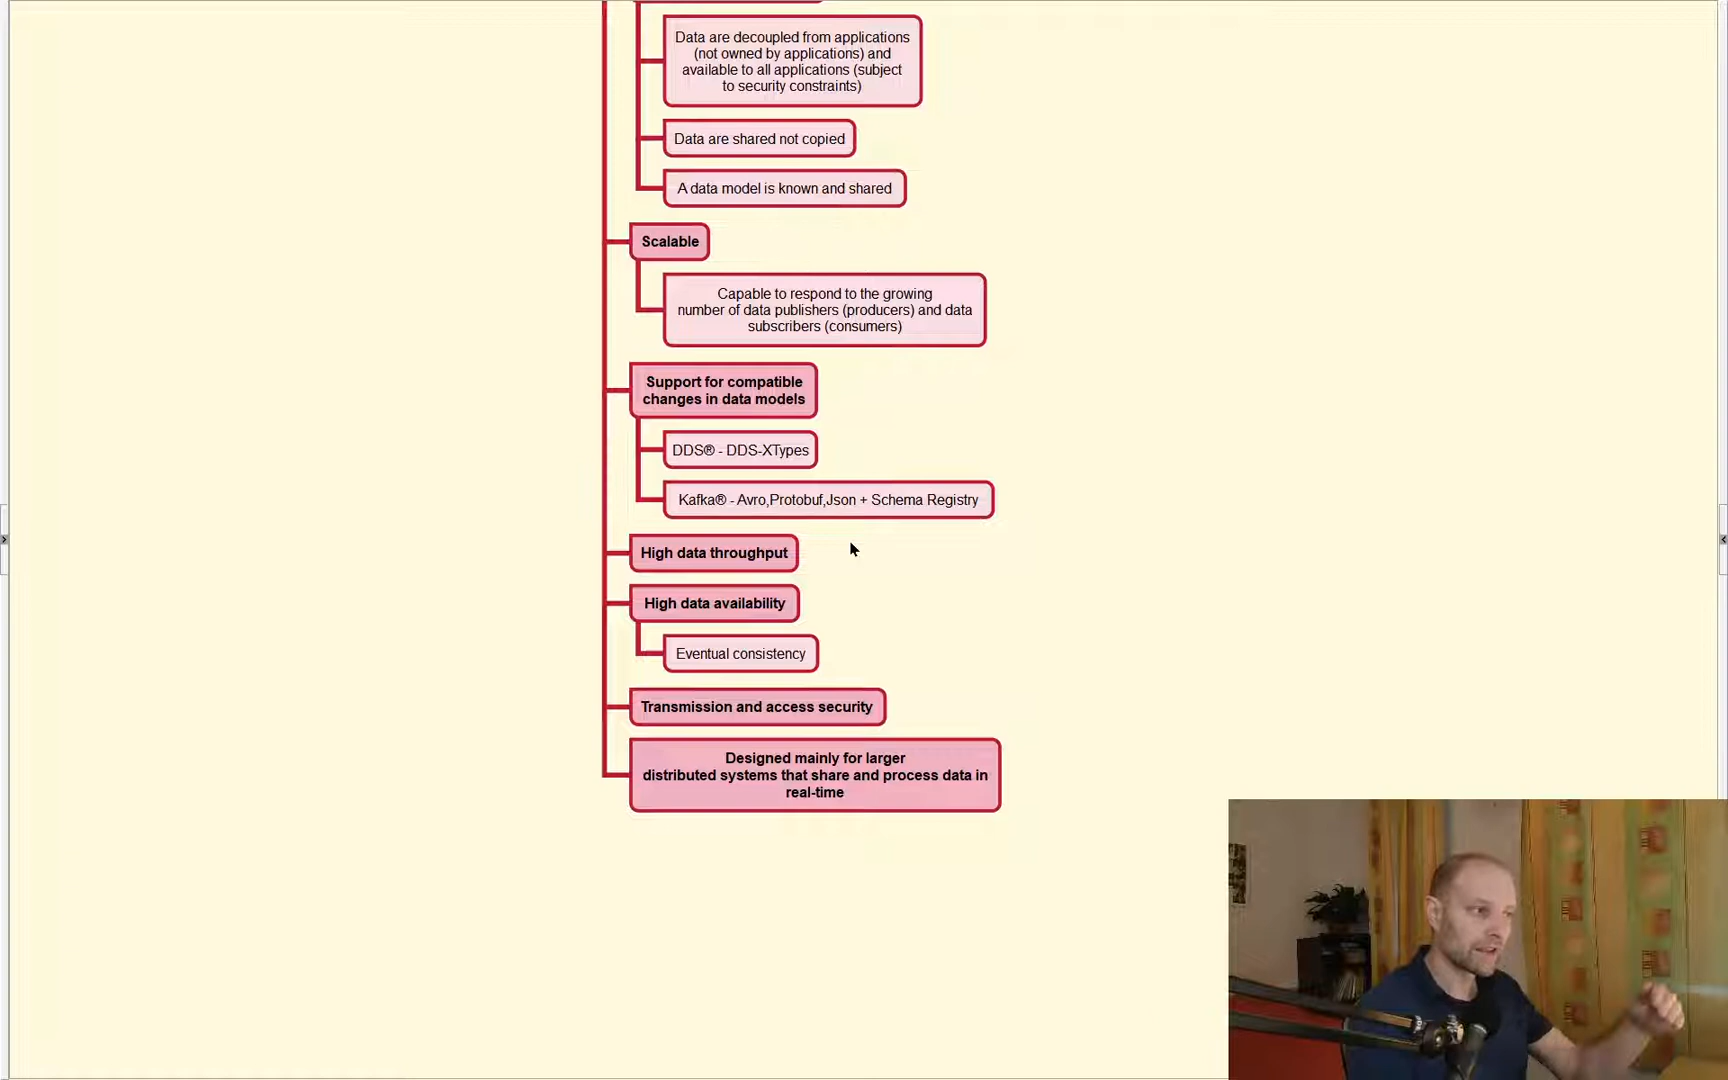 Data are decoupled from applications
(not owned by applications) and
available to all applications (subject
to security constraints)
Data are shared not copied
A data model is known and shared
Scalable
Capable to respond to the growing
number of data publishers (producers) and data
subscribers (consumers)
Support for compatible
changes in data models
DDS® - DDS-XTypes
Kafka® - Avro,Protobuf,Json + Schema Registry
High data throughput
High data availability
Eventual consistency
Transmission and access security
Designed mainly for larger
distributed systems that share and process data in
real-time